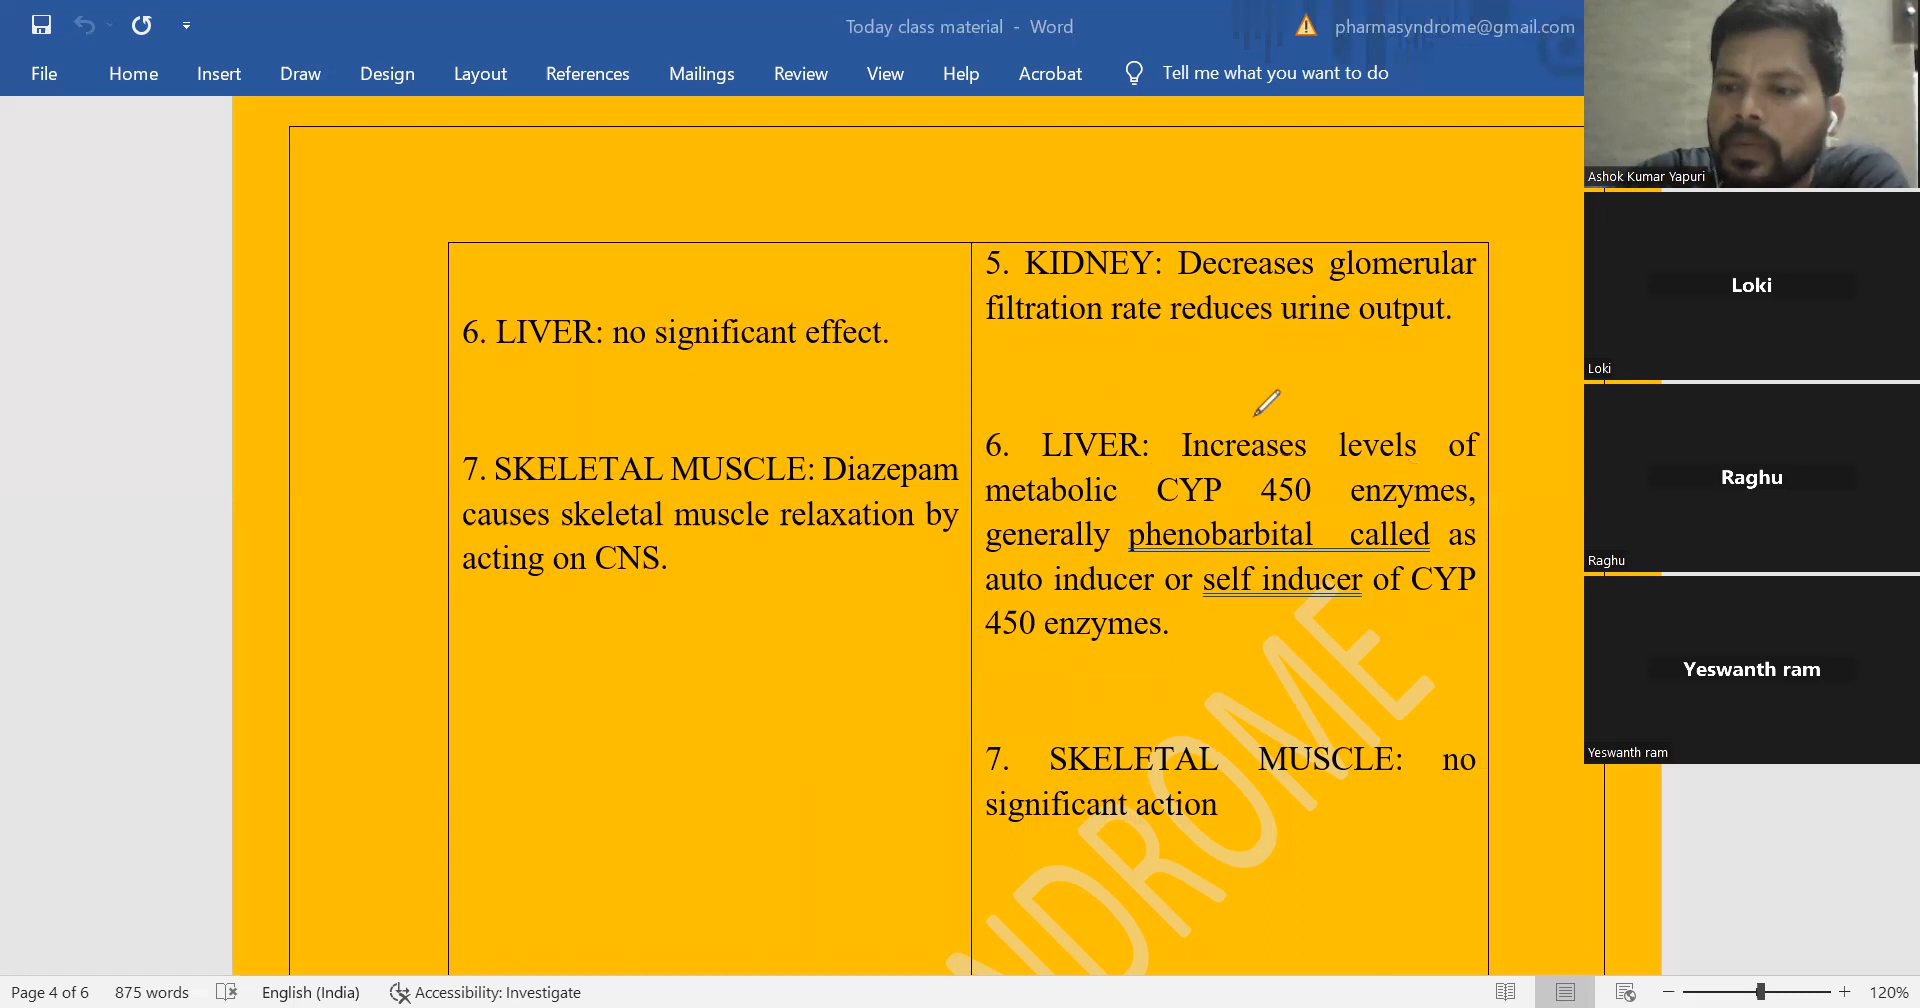 Today class material - Word
pharmasyndrome@gmail.com
File Home Insert Draw Design Layout References Mailings Review View Help Acrobat Tell me what you want to do
6. LIVER: no significant effect.
7. SKELETAL MUSCLE: Diazepam
causes skeletal muscle relaxation by
acting on CNS.
5. KIDNEY: Decreases glomerular
filtration rate reduces urine output.
6. LIVER: Increases levels of
metabolic CYP 450 enzymes,
generally phenobarbital called as
auto inducer or self inducer of CYP
450 enzymes.
7. SKELETAL MUSCLE: no
significant action
NDROME
Ashok Kumar Yapuri
Loki
Loki
Raghu
Raghu
Yeswanth ram
Yeswanth ram
Page 4 of 6 875 words English (India) Accessibility: Investigate 120%